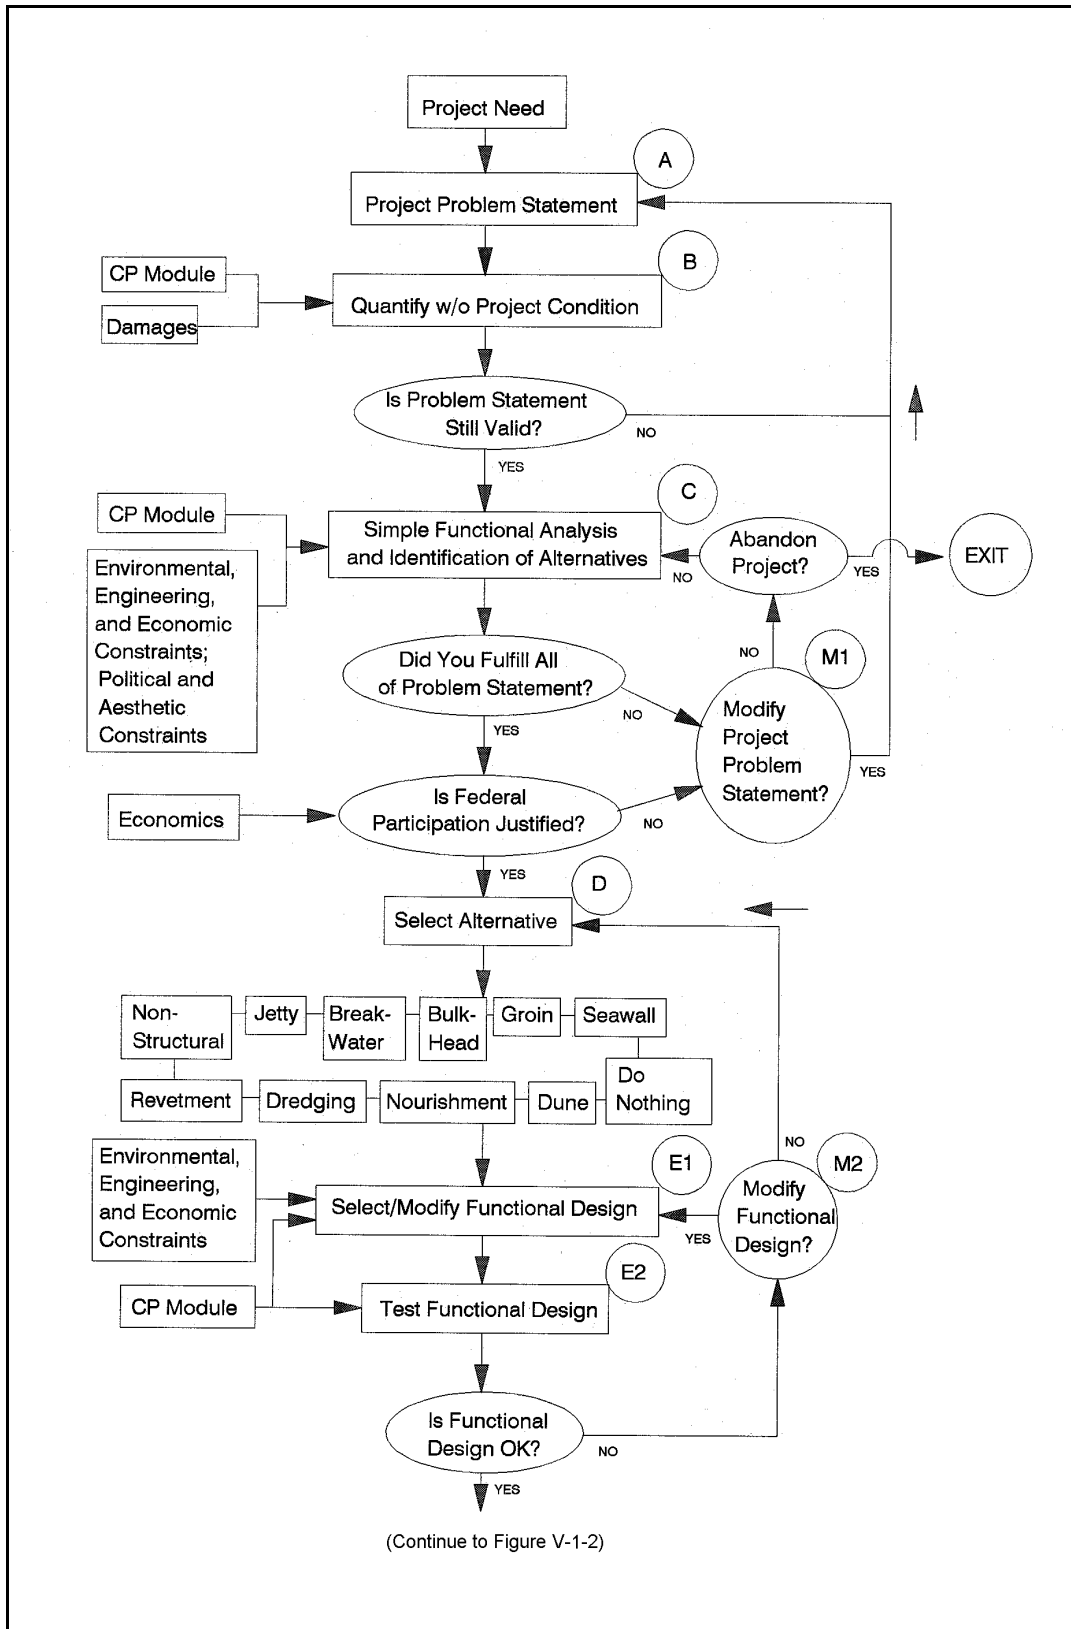 Project Need
A
Project Problem Statement
B
CP Module
Damages
Quantify w/o Project Condition
Is Problem Statement
Still Valid?
NO
YES
C
CP Module
Simple Functional Analysis
and Identification of Alternatives
Abandon
Project?
NO
YES
EXIT
Environmental,
Engineering,
and Economic
Constraints;
Political and
Aesthetic
Constraints
Did You Fulfill All
of Problem Statement?
NO
YES
NO
M1
Modify
Project
Problem
Statement?
YES
Economics
Is Federal
Participation Justified?
NO
YES
D
Select Alternative
Non-
Structural
Jetty
Break-
Water
Bulk-
Head
Groin
Seawall
Revetment
Dredging
Nourishment
Dune
Do
Nothing
Environmental,
Engineering,
and Economic
Constraints
E1
Select/Modify Functional Design
NO
M2
Modify
Functional
Design?
YES
E2
CP Module
Test Functional Design
Is Functional
Design OK?
NO
YES
(Continue to Figure V-1-2)